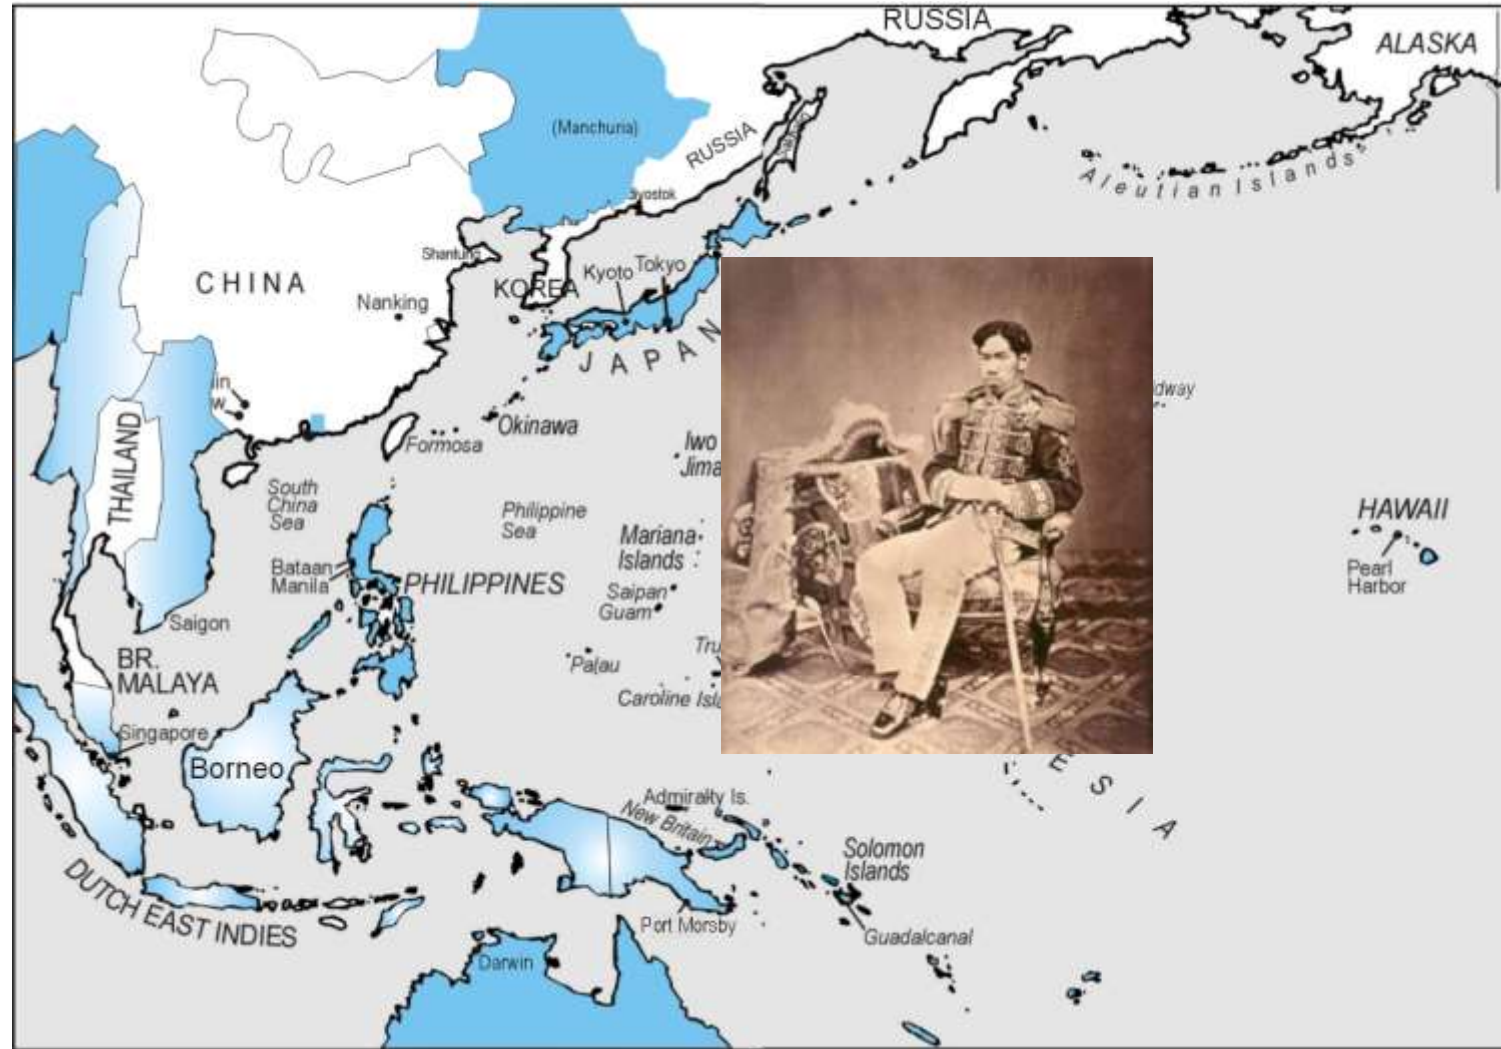 RUSSIA
ALASKA
(Manchuria)
RUSSIA
Aleutian Islands
Shantung
CHINA
KOREA
Kyoto
Tokyo
Nanking
JAPAN
THAILAND
Formosa
Okinawa
Iwo
Jima
South
China
Sea
Philippine
Sea
Mariana
Islands
HAWAII
Bataan
Manila
PHILIPPINES
Saipan
Guam
Pearl
Harbor
Saigon
BR.
MALAYA
Palau
Caroline
Singapore
Borneo
Admiralty Is.
New Britain
Solomon
Islands
DUTCH EAST INDIES
Port Morsby
Guadalcanal
Darwin